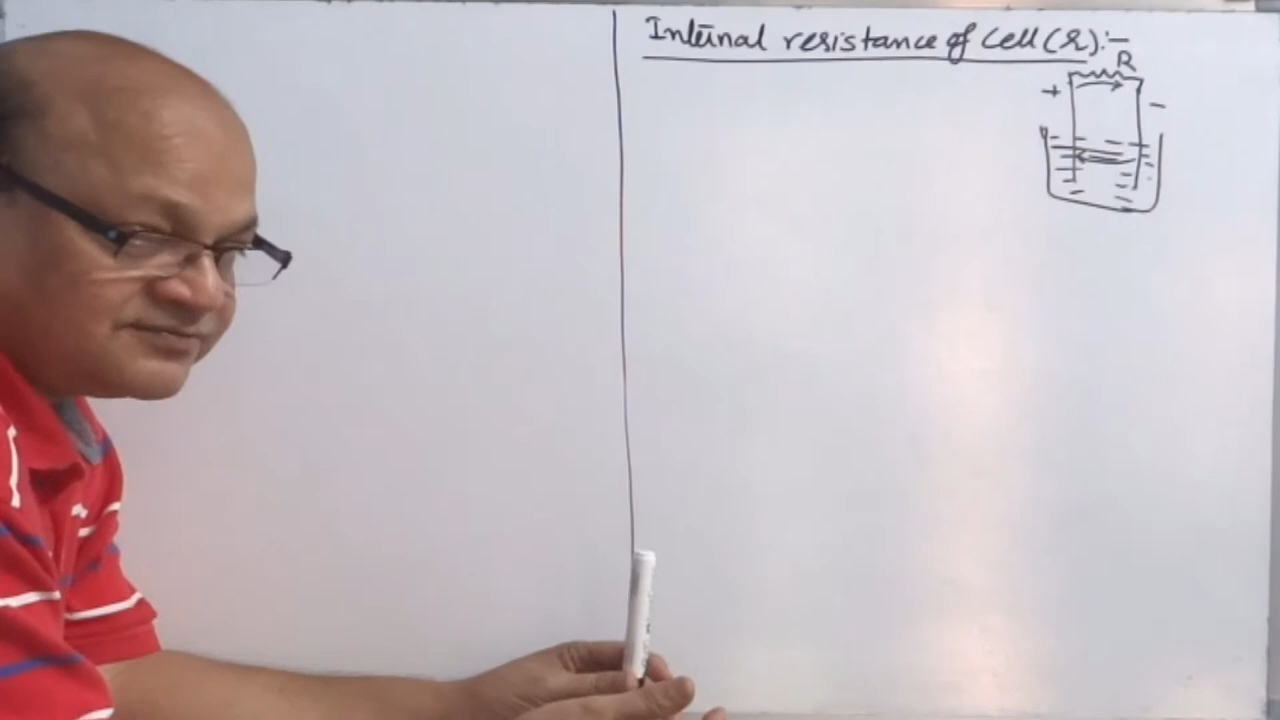 Internal resistance of cell (r):-
R
+
-